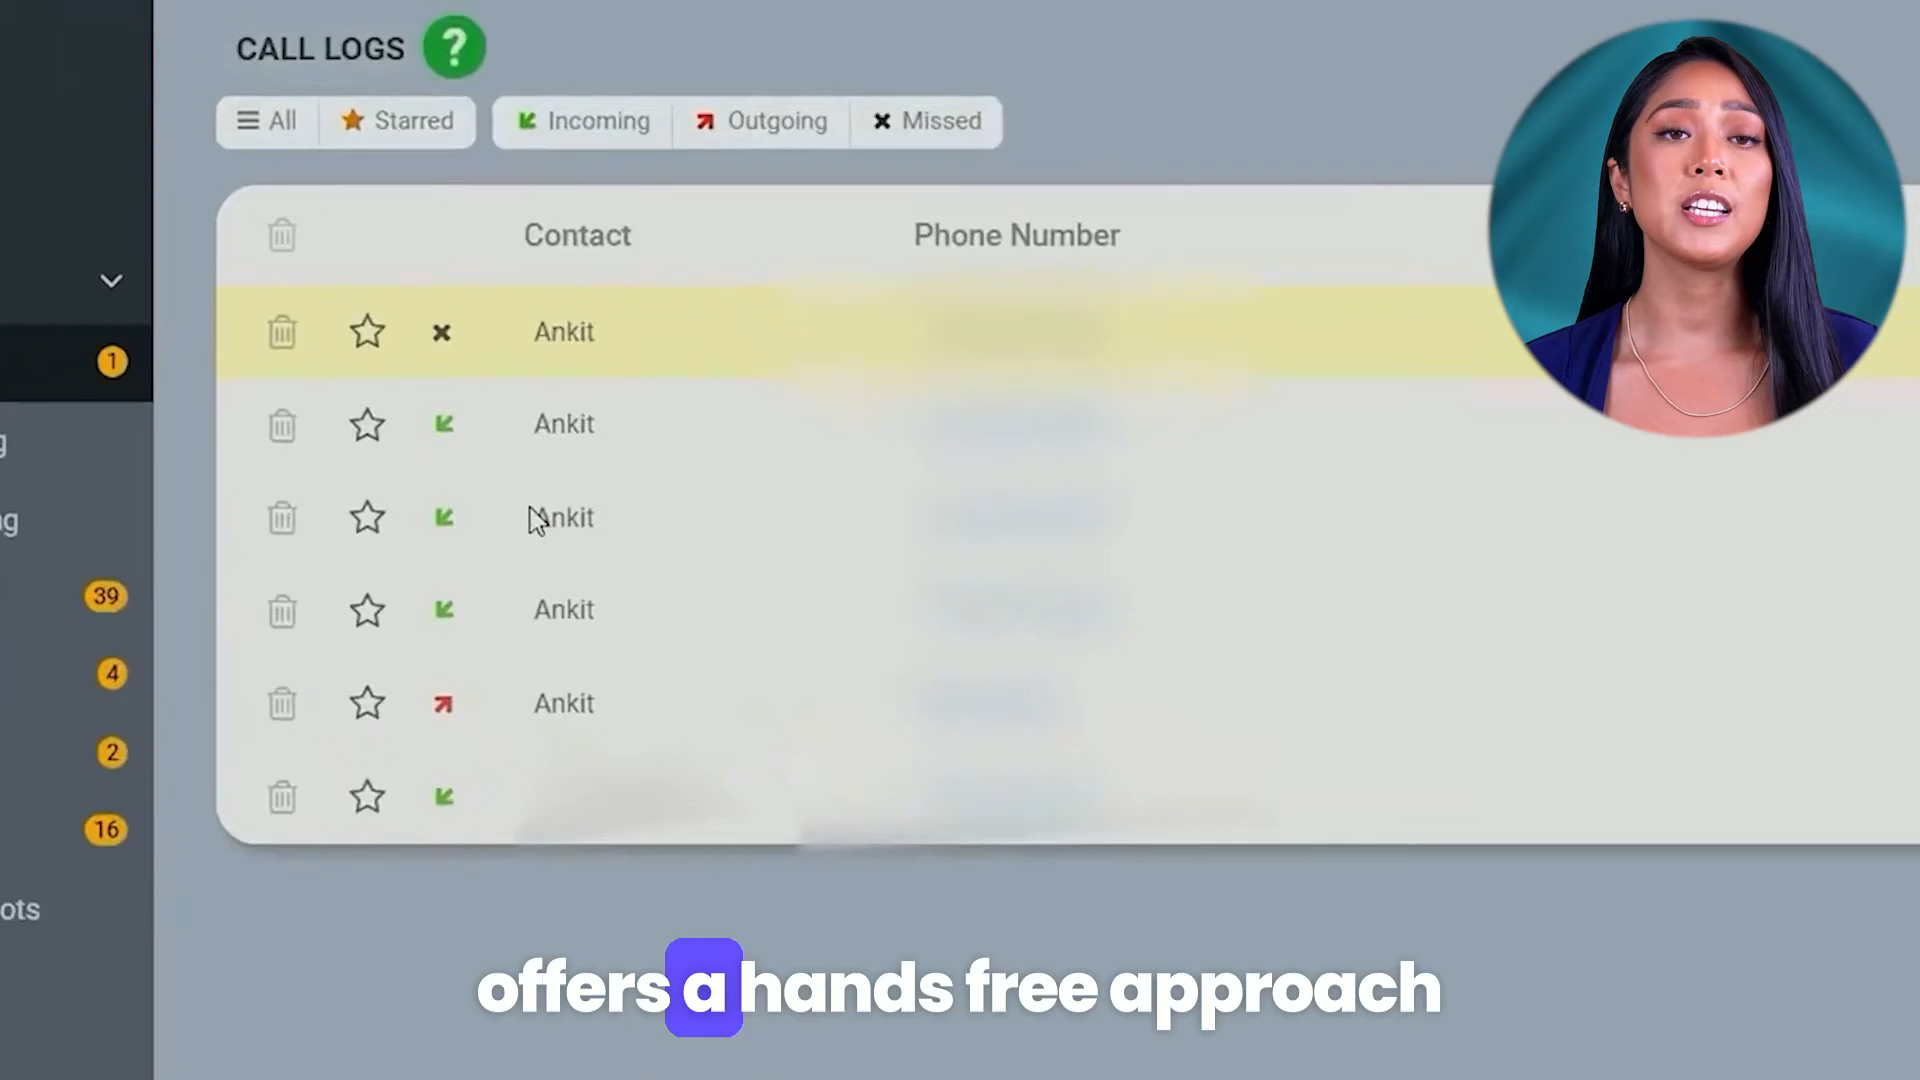 CALL LOGS ?
All Starred Incoming Outgoing Missed
Contact Phone Number
Ankit
1
Ankit
g
Ankit
ng
39
Ankit
4
Ankit
2
16
ots
offers a hands free approach